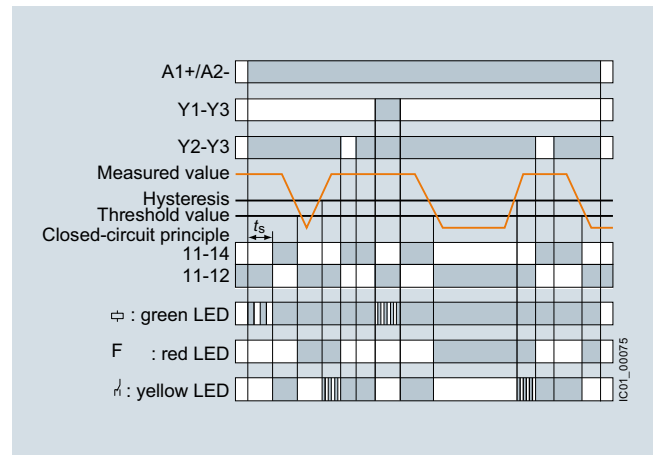 A1+/A2-
Y1-Y3
Y2-Y3
Measured value
Hysteresis
Threshold value
Closed-circuit principle
ts
11-14
11-12
: green LED
F : red LED
: yellow LED
IC01_00075